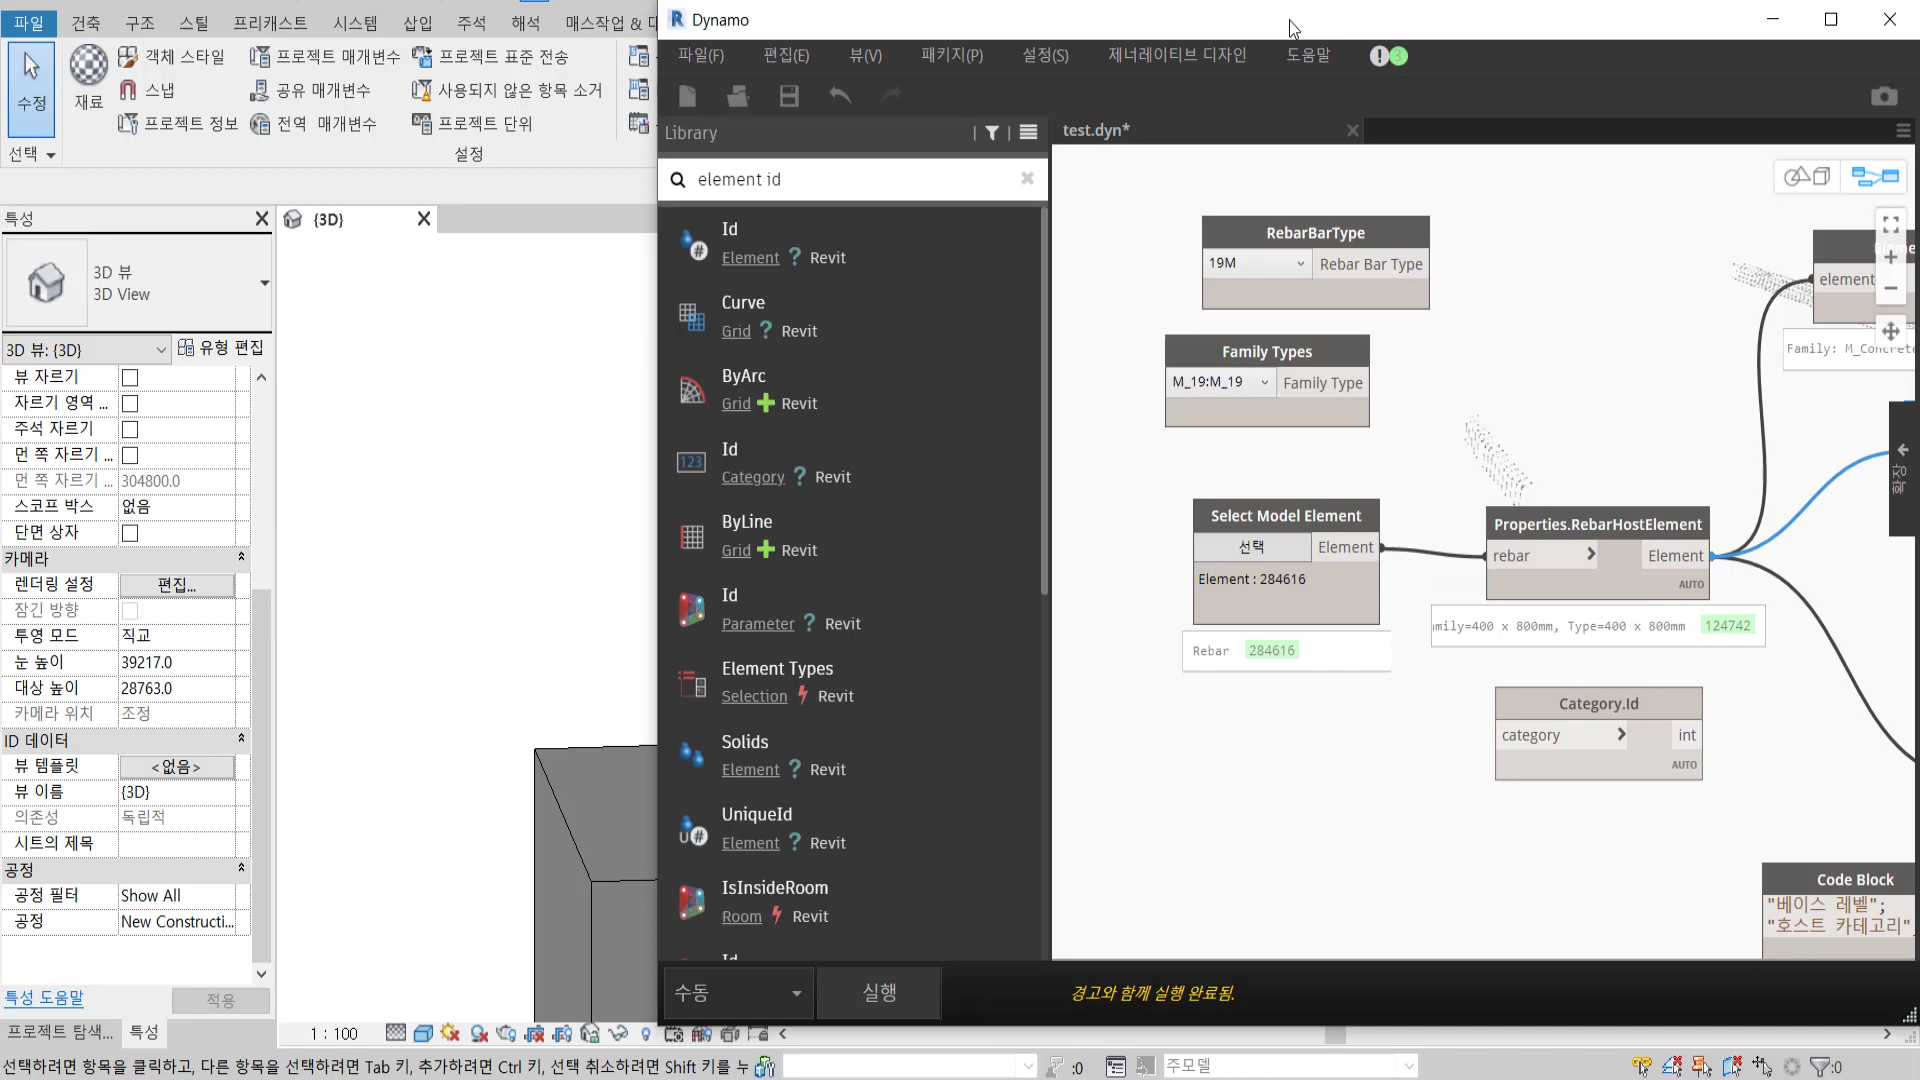 파일 건축 구조 스틸 프리캐스트 시스템 삽입 주석 해석 매스작업 &
수정
선택
재료
객체 스타일
스냅
프로젝트 정보
프로젝트 매개변수
공유 매개변수
전역 매개변수
프로젝트 표준 전송
사용되지 않은 항목 소거
프로젝트 단위
설정
특성
3D 뷰
3D View
3D 뷰: {3D}
유형 편집
뷰 자르기
자르기 영역 ...
주석 자르기
먼 쪽 자르기 ...
먼 쪽 자르기 ... 304800.0
스코프 박스 없음
단면 상자
카메라
렌더링 설정 편집...
잠긴 방향
투영 모드 직교
눈 높이 39217.0
대상 높이 28763.0
카메라 위치 조정
ID 데이터
뷰 템플릿 <없음>
뷰 이름 {3D}
의존성 독립적
시트의 제목
공정
공정 필터 Show All
공정 New Constructi...
특성 도움말 적용
프로젝트 탐색... 특성
{3D}
1 : 100
선택하려면 항목을 클릭하고, 다른 항목을 선택하려면 Tab 키, 추가하려면 Ctrl 키, 선택 취소하려면 Shift 키를 누
:0
주모델
:0
Dynamo
파일(F) 편집(E) 뷰(V) 패키지(P) 설정(S) 제너레이티브 디자인 도움말
Library
element id
Id
Element ? Revit
Curve
Grid ? Revit
ByArc
Grid Revit
Id
Category ? Revit
ByLine
Grid Revit
Id
Parameter ? Revit
Element Types
Selection Revit
Solids
Element ? Revit
UniqueId
Element ? Revit
IsInsideRoom
Room Revit
Id
수동
실행
경고와 함께 실행 완료됨.
test.dyn*
RebarBarType
19M Rebar Bar Type
Family Types
M_19:M_19 Family Type
Select Model Element
선택 Element
Element : 284616
Rebar 284616
Properties.RebarHostElement
rebar > Element
AUTO
mily=400 x 800mm, Type=400 x 800mm 124742
Category.Id
category > int
AUTO
Eleme
element
Family: M_Concrete
확장
Code Block
"베이스 레벨";
"호스트 카테고리"